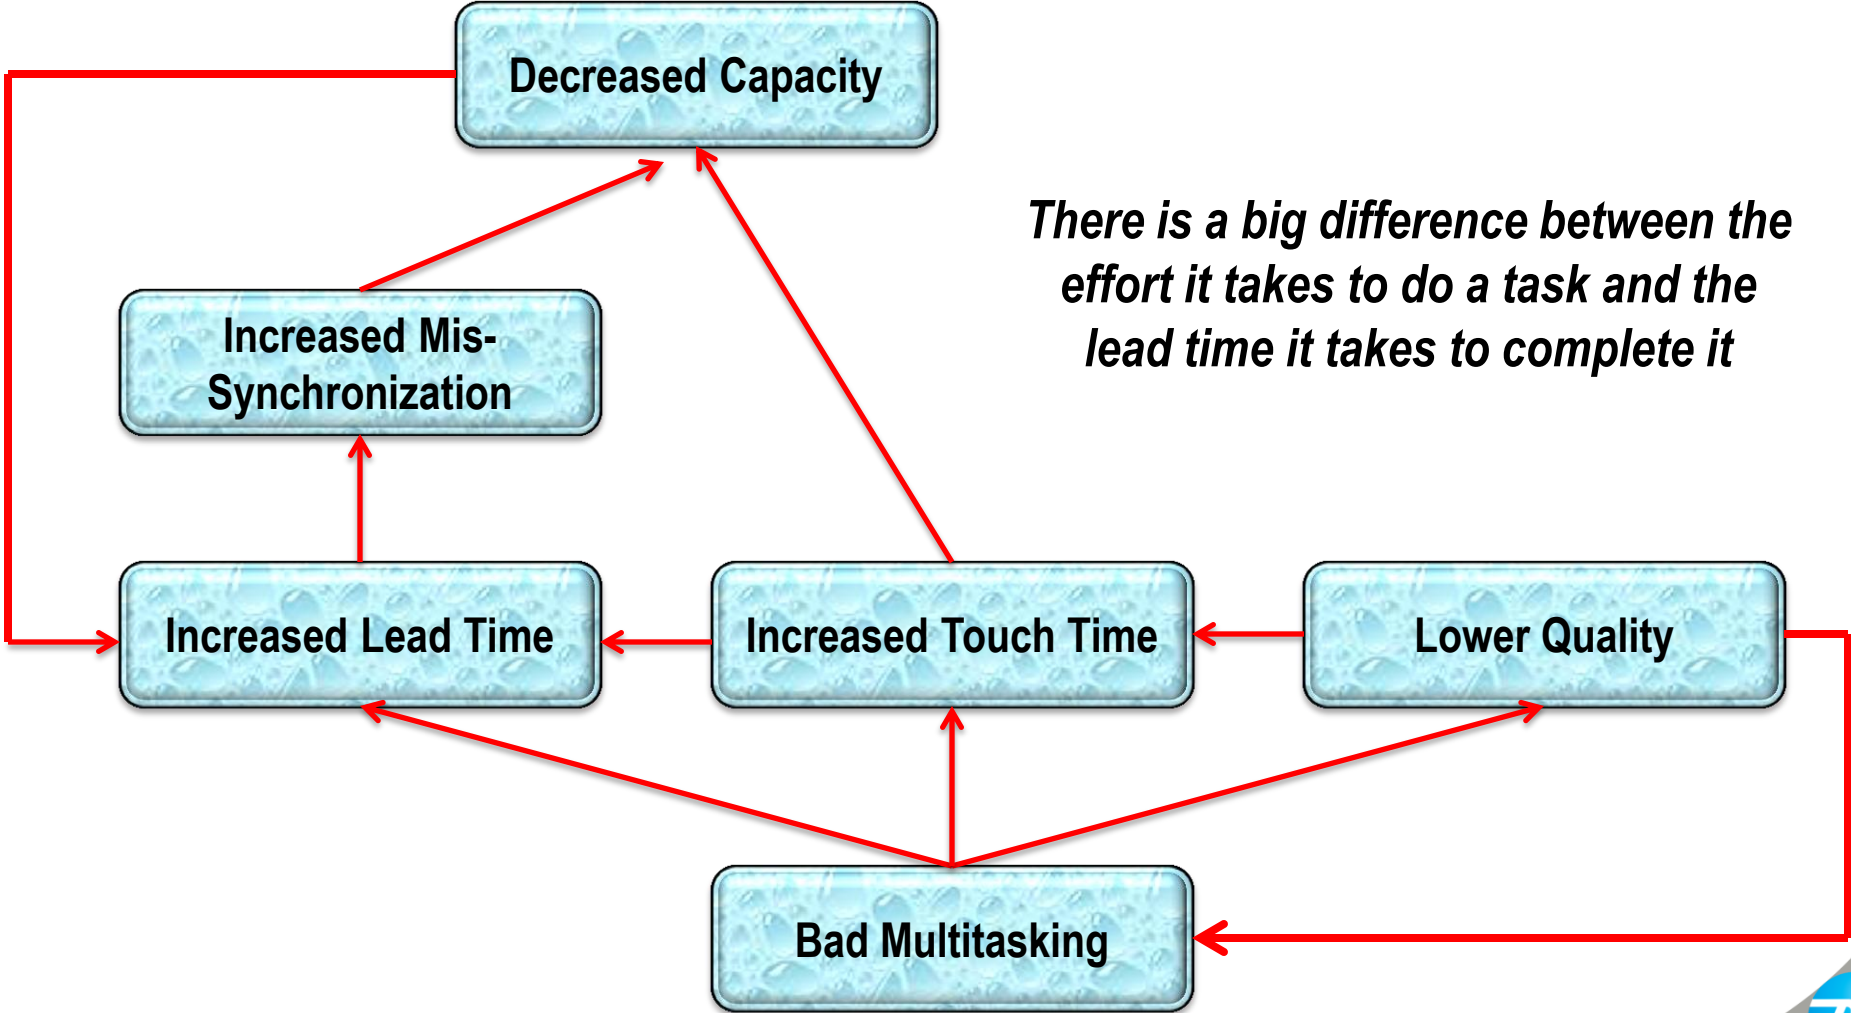 Decreased Capacity
There is a big difference between the
effort it takes to do a task and the
lead time it takes to complete it
Increased Mis-
Synchronization
Increased Lead Time
Increased Touch Time
Lower Quality
Bad Multitasking